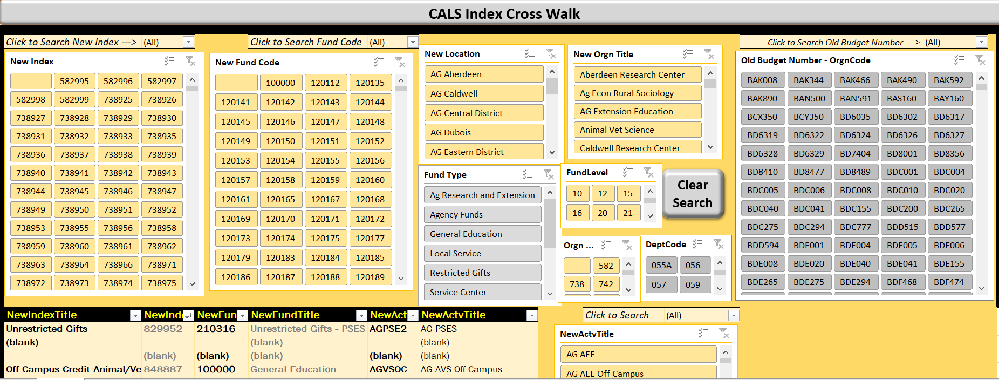 CALS Index Cross Walk
Click to Search New Index ---> (All)
Click to Search Fund Code (All)
Click to Search Old Budget Number ---> (All)
New Index
582995 582996 582997
582998 582999 738925 738926
738927 738928 738929 738930
738931 738932 738933 738935
738936 738937 738938 738939
738940 738941 738942 738943
738944 738945 738946 738947
738949 738950 738951 738952
738953 738955 738956 738958
738959 738960 738961 738962
738963 738964 738966 738971
738972 738973 738974 738975
New Fund Code
100000 120112 120135
120141 120142 120143 120144
120145 120146 120147 120148
120149 120150 120151 120152
120153 120154 120155 120156
120157 120158 120159 120160
120161 120165 120167 120168
120169 120170 120171 120172
120173 120174 120175 120177
120179 120183 120184 120185
120186 120187 120188 120189
New Location
AG Aberdeen
AG Caldwell
AG Central District
AG Dubois
AG Eastern District
New Orgn Title
Aberdeen Research Center
Ag Econ Rural Sociology
AG Extension Education
Animal Vet Science
Caldwell Research Center
Fund Type
Ag Research and Extension
Agency Funds
General Education
Local Service
Restricted Gifts
Service Center
FundLevel
10 12 15
16 20 21
Clear
Search
Orgn ...
582
738 742
DeptCode
055A 056
057 059
Old Budget Number - OrgnCode
BAK008 BAK344 BAK466 BAK490 BAK592
BAK890 BAN500 BAN591 BAS160 BAY160
BCX350 BCY350 BD6035 BD6302 BD6317
BD6319 BD6322 BD6324 BD6326 BD6327
BD6328 BD6329 BD7404 BD8001 BD8356
BD8410 BD8477 BD8489 BDC001 BDC004
BDC005 BDC006 BDC008 BDC010 BDC020
BDC040 BDC041 BDC155 BDC200 BDC265
BDC275 BDC294 BDC777 BDD515 BDD577
BDD594 BDE001 BDE004 BDE005 BDE006
BDE008 BDE020 BDE040 BDE041 BDE155
BDE265 BDE275 BDE294 BDF468 BDF474
NewIndexTitle NewInd NewFun NewFundTitle NewAct NewActvTitle
Unrestricted Gifts 829952 210316 Unrestricted Gifts - PSES AGPSE2 AG PSES
(blank) (blank) (blank)
(blank) (blank) (blank) (blank) (blank)
Off-Campus Credit-Animal/Ve 848887 100000 General Education AGVSOC AG AVS Off Campus
Click to Search (All)
NewActvTitle
AG AEE
AG AEE Off Campus